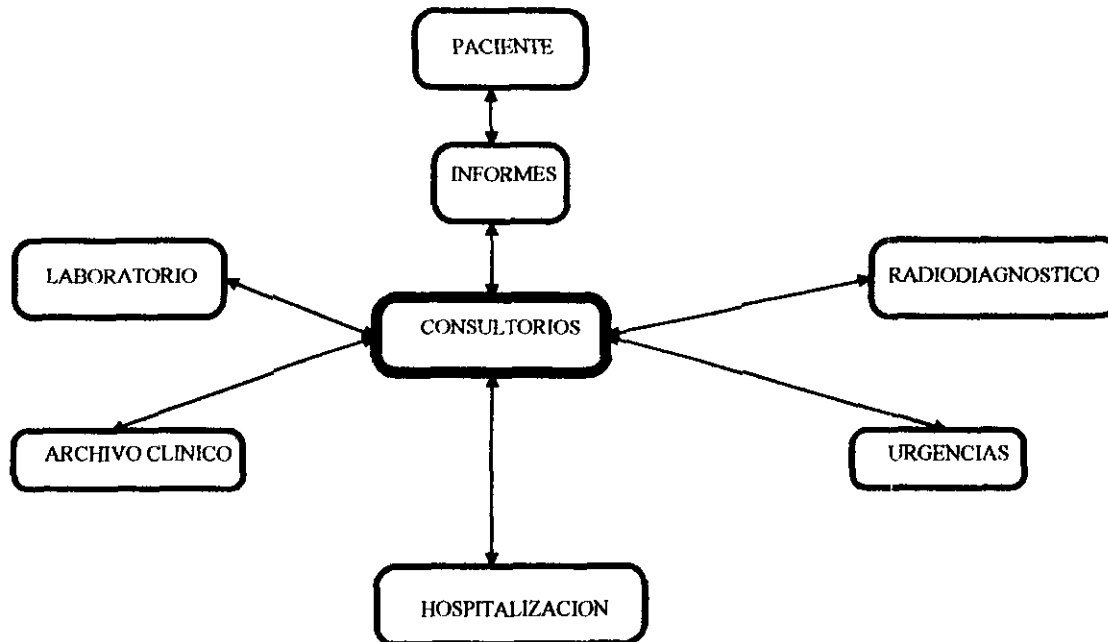 PACIENTE
INFORMES
LABORATORIO
RADIODIAGNOSTICO
CONSULTORIOS
ARCHIVO CLINICO
URGENCIAS
HOSPITALIZACION